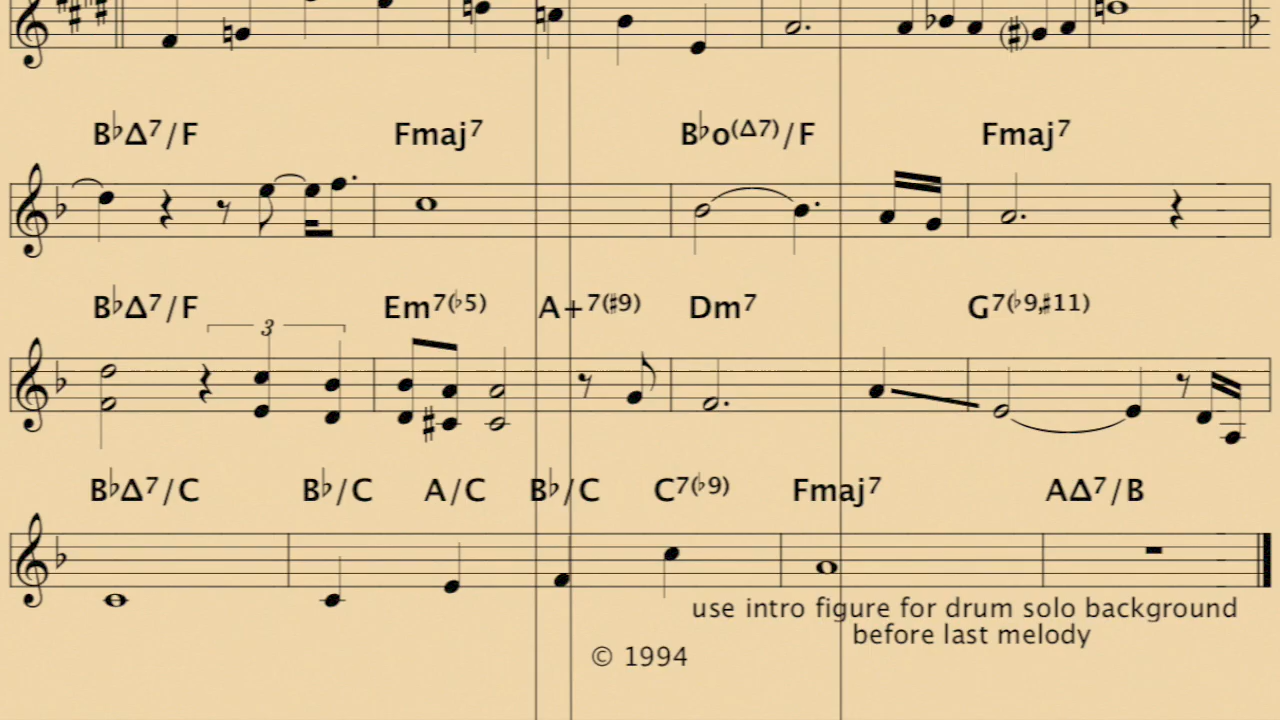 B♭Δ7/F Fmaj7 B♭o(Δ7)/F Fmaj7
B♭Δ7/F Em7(♭5) A+7(♯9) Dm7 G7(♭9,♯11)
3
B♭Δ7/C B♭/C A/C B♭/C C7(♭9) Fmaj7 AΔ7/B
use intro figure for drum solo background
before last melody
© 1994